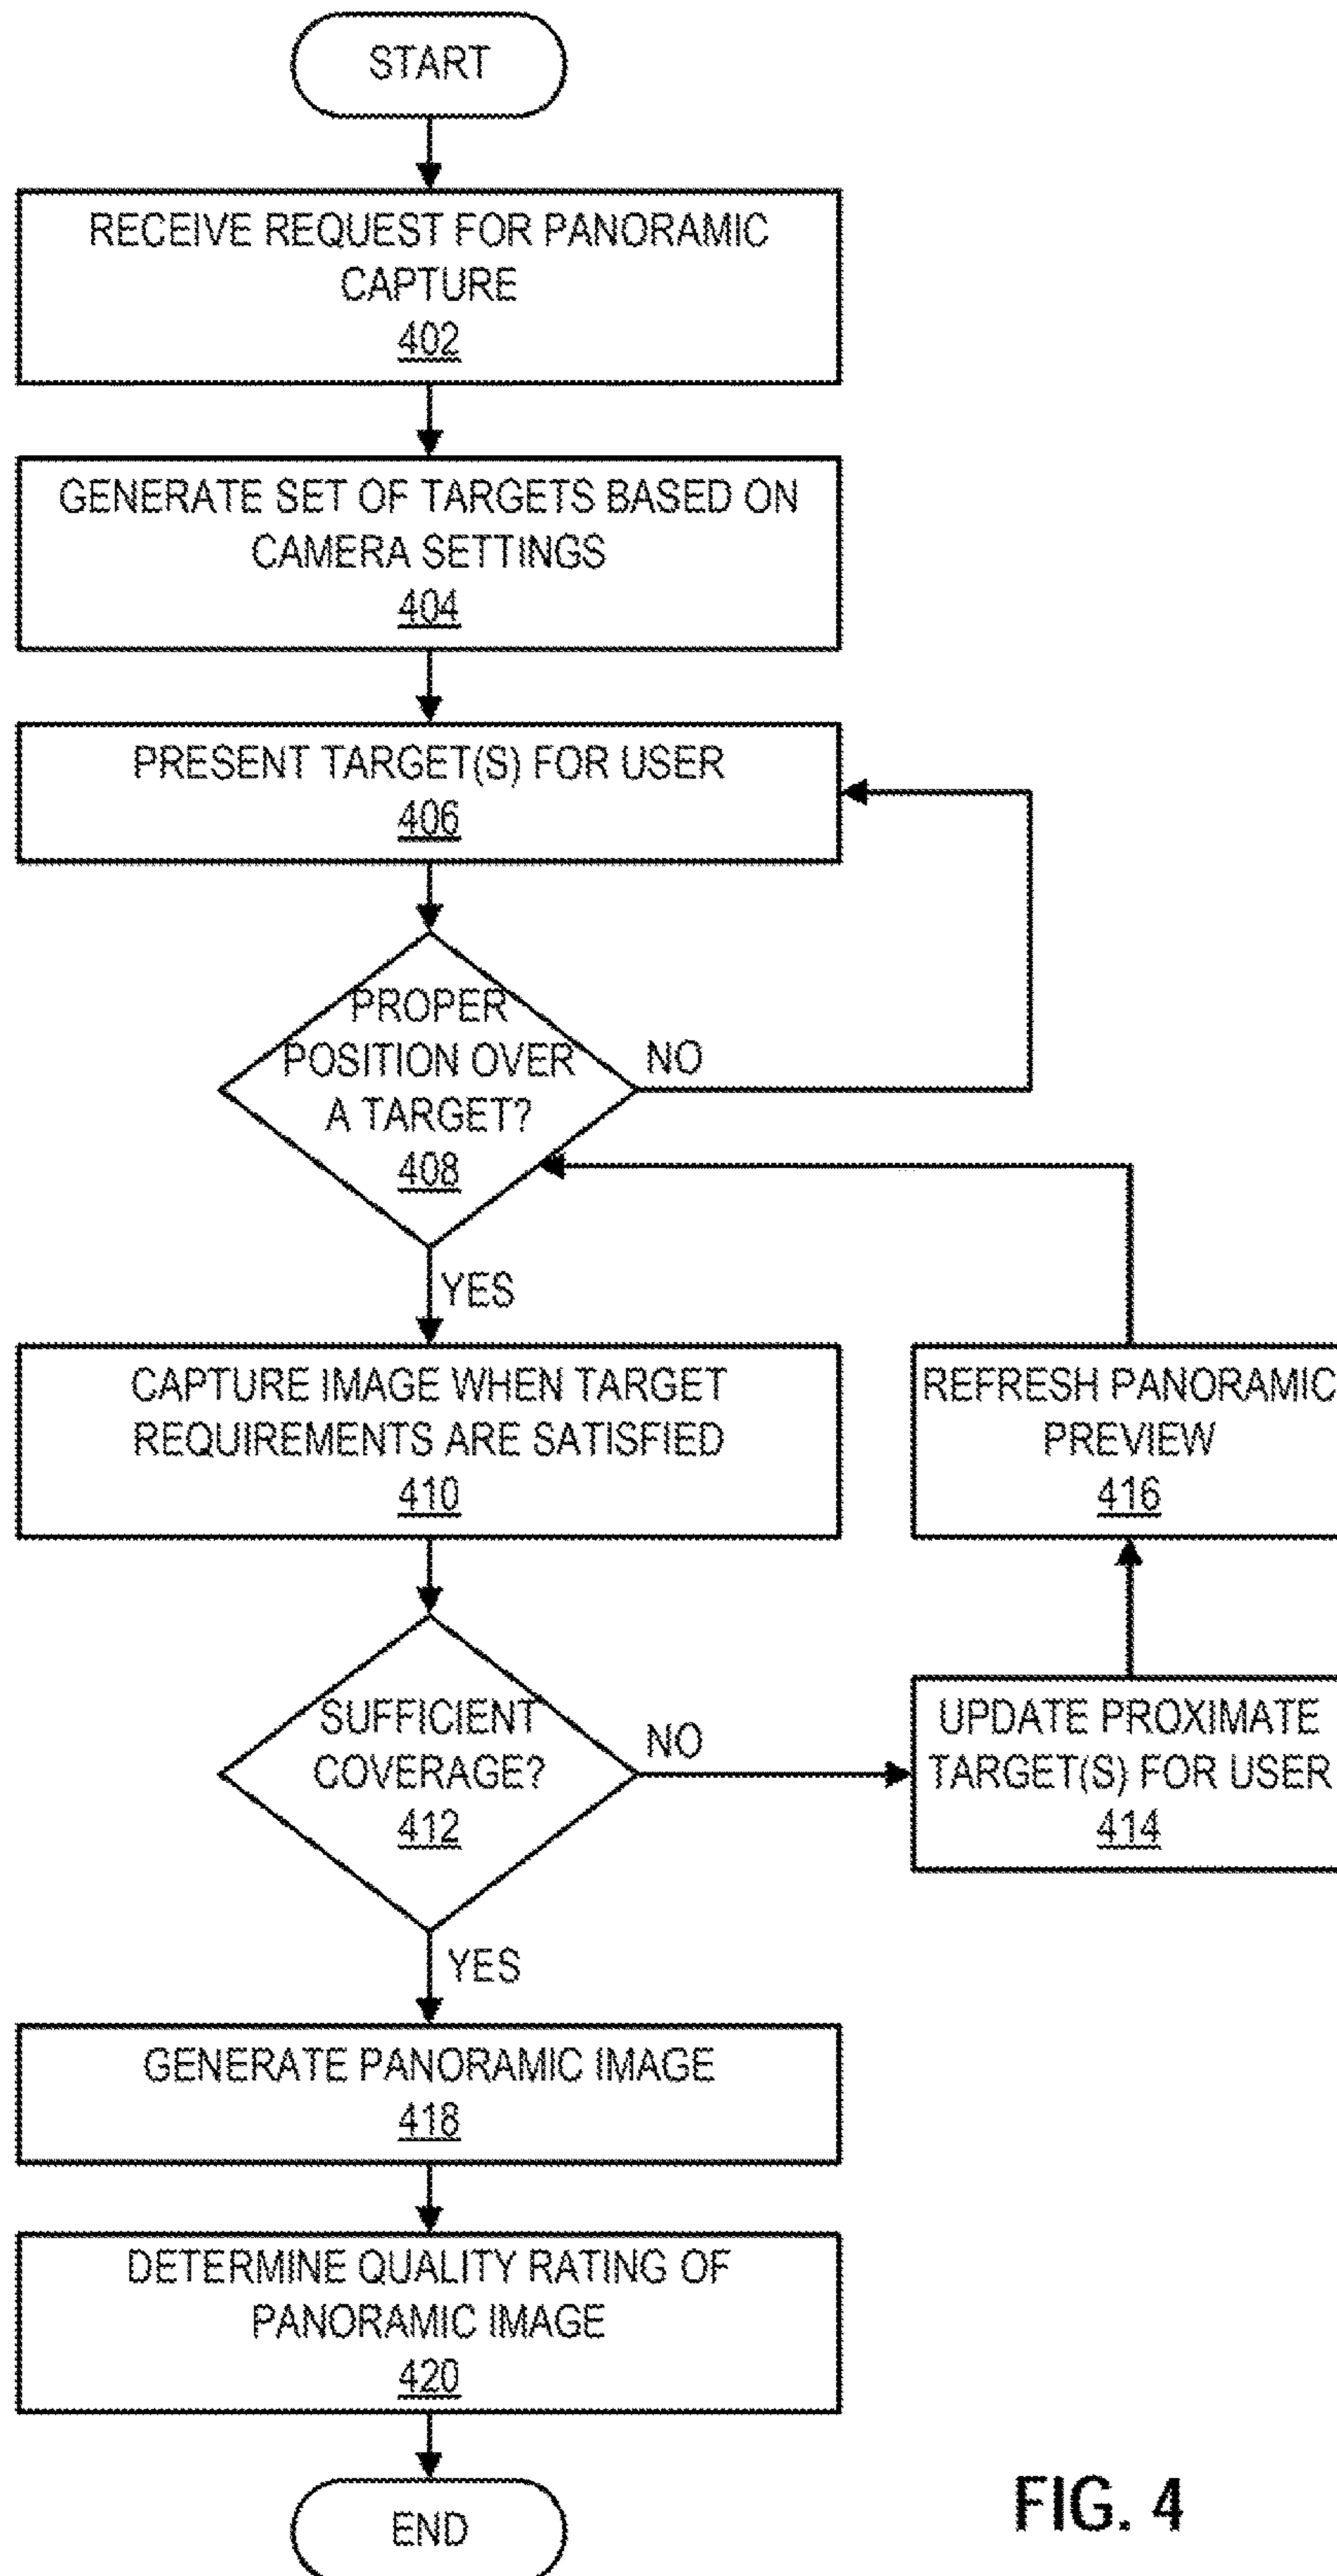 START
RECEIVE REQUEST FOR PANORAMIC
CAPTURE
402
GENERATE SET OF TARGETS BASED ON
CAMERA SETTINGS
404
PRESENT TARGET(S) FOR USER
406
PROPER
POSITION OVER
A TARGET?
408
NO
YES
CAPTURE IMAGE WHEN TARGET
REQUIREMENTS ARE SATISFIED
410
REFRESH PANORAMIC
PREVIEW
416
SUFFICIENT
COVERAGE?
412
NO
UPDATE PROXIMATE
TARGET(S) FOR USER
414
YES
GENERATE PANORAMIC IMAGE
418
DETERMINE QUALITY RATING OF
PANORAMIC IMAGE
420
END
FIG. 4